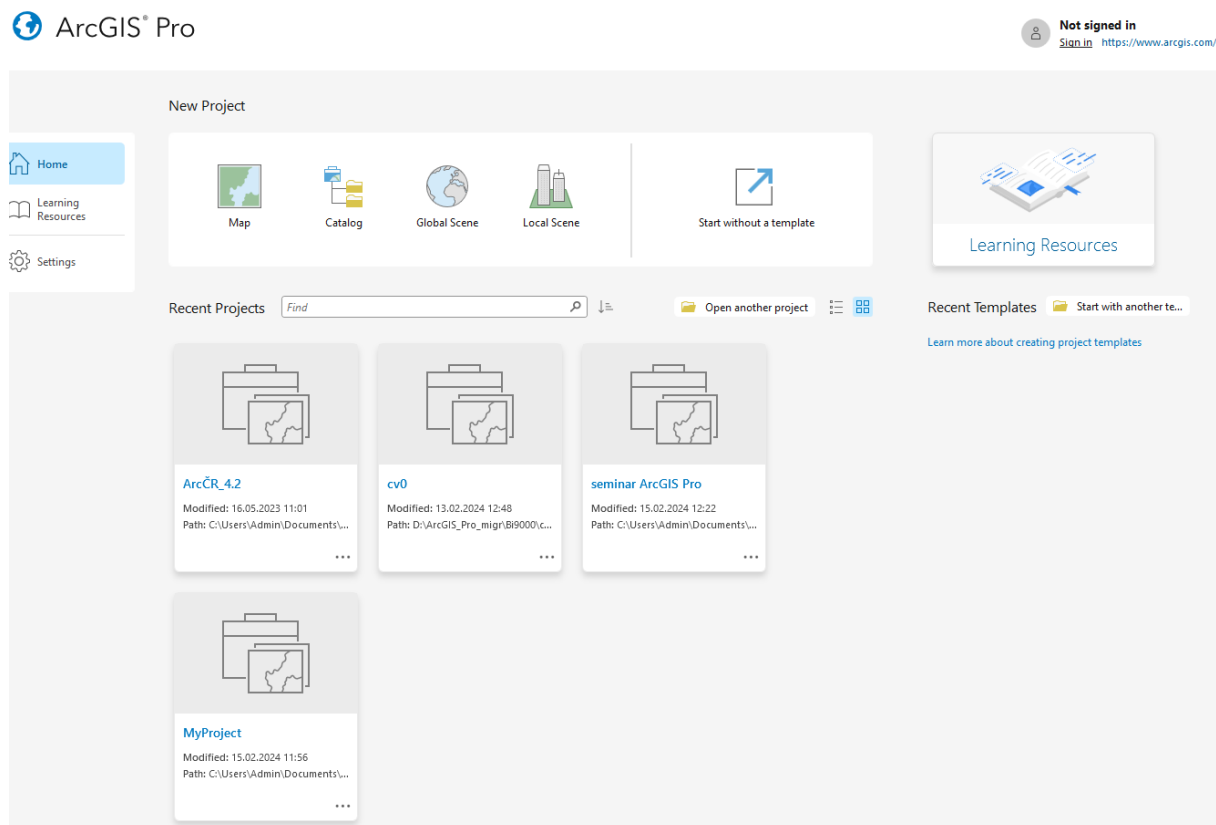 ArcGIS® Pro
Not signed in
Sign in https://www.arcgis.com/
New Project
Home
Learning
Resources
Settings
Map
Catalog
Global Scene
Local Scene
Start without a template
Learning Resources
Recent Projects
Find
Open another project
Recent Templates
Start with another te...
Learn more about creating project templates
ArcČR_4.2
Modified: 16.05.2023 11:01
Path: C:\Users\Admin\Documents\...
cv0
Modified: 13.02.2024 12:48
Path: D:\ArcGIS_Pro_migr\Bi9000\c...
seminar ArcGIS Pro
Modified: 15.02.2024 12:22
Path: C:\Users\Admin\Documents\...
MyProject
Modified: 15.02.2024 11:56
Path: C:\Users\Admin\Documents\...